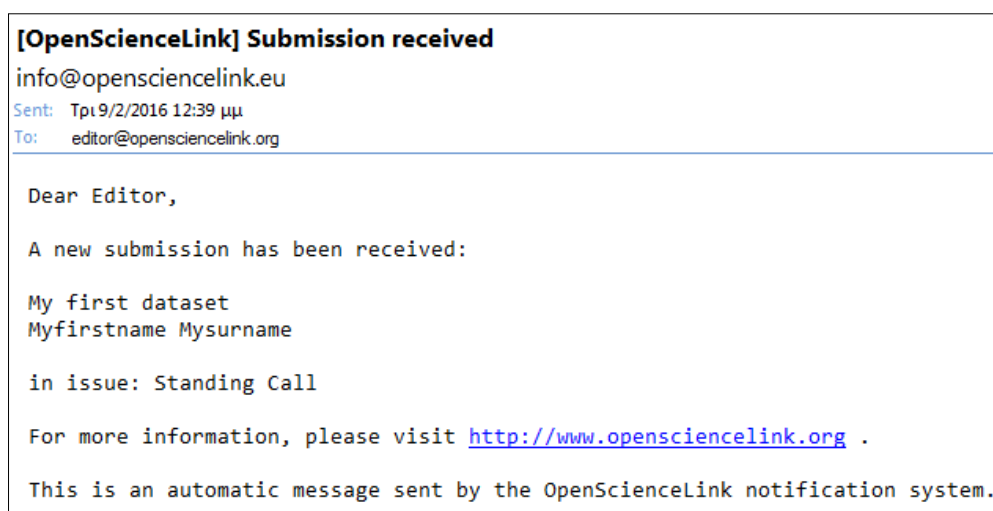 [OpenScienceLink] Submission received
info@opensciencelink.eu
Sent: Τρι 9/2/2016 12:39 μμ
To: editor@opensciencelink.org
Dear Editor,
A new submission has been received:
My first dataset
Myfirstname Mysurname
in issue: Standing Call
For more information, please visit http://www.opensciencelink.org .
This is an automatic message sent by the OpenScienceLink notification system.